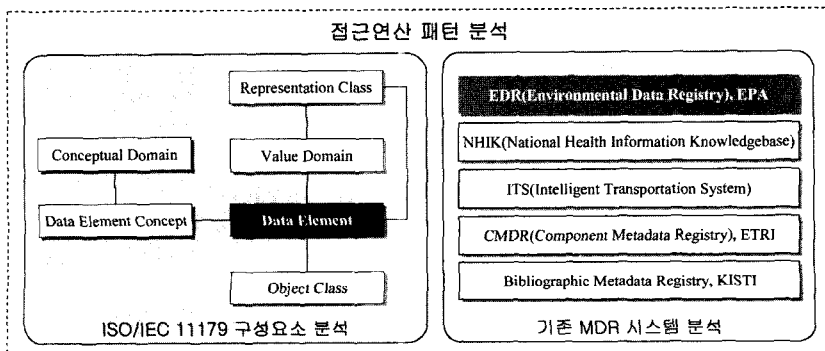 접근연산 패턴 분석
Representation Class
Conceptual Domain
Value Domain
Data Element Concept
Data Element
Object Class
ISO/IEC 11179 구성요소 분석
EDR(Environmental Data Registry), EPA
NHIK(National Health Information Knowledgebase)
ITS(Intelligent Transportation System)
CMDR(Component Metadata Registry), ETRI
Bibliographic Metadata Registry, KISTI
기존 MDR 시스템 분석